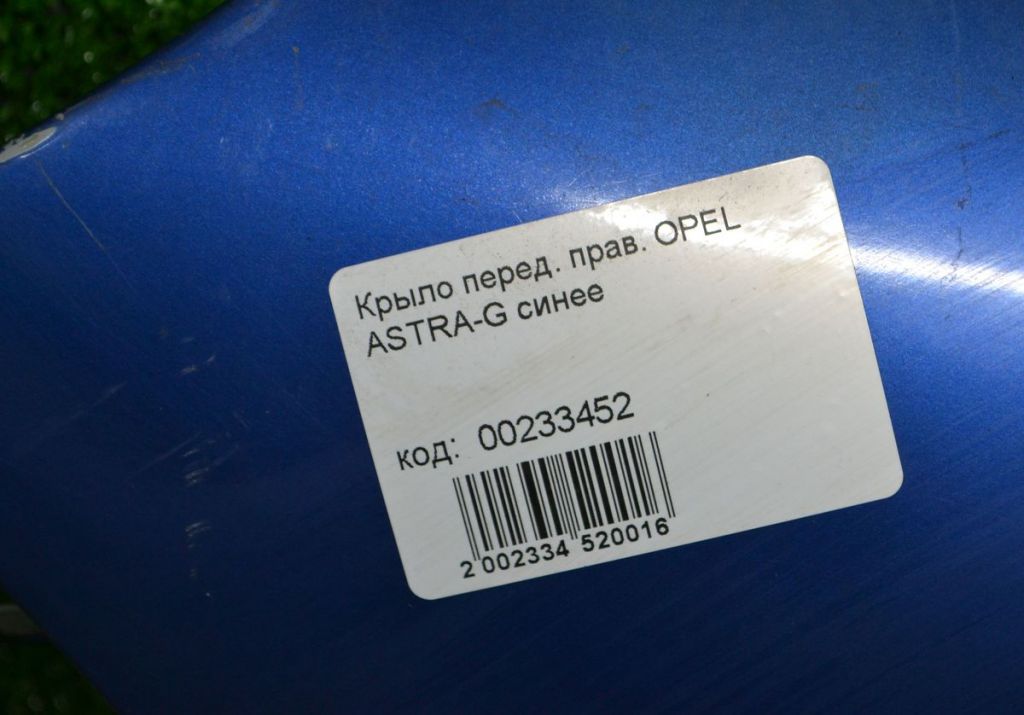 Крыло перед. прав. OPEL
ASTRA-G синее
код: 00233452
2 002334 520016